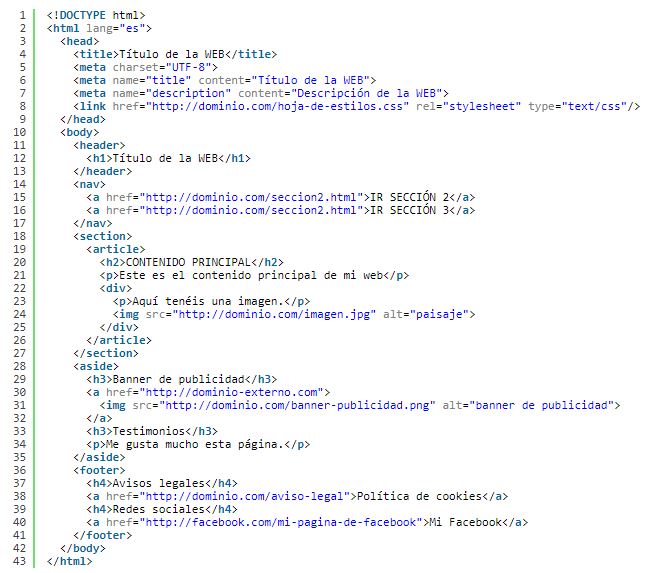 1 <!DOCTYPE html>
2 <html lang="es">
3 <head>
4 <title>Título de la WEB</title>
5 <meta charset="UTF-8">
6 <meta name="title" content="Título de la WEB">
7 <meta name="description" content="Descripción de la WEB">
8 <link href="http://dominio.com/hoja-de-estilos.css" rel="stylesheet" type="text/css"/>
9 </head>
10 <body>
11 <header>
12 <h1>Título de la WEB</h1>
13 </header>
14 <nav>
15 <a href="http://dominio.com/seccion2.html">IR SECCIÓN 2</a>
16 <a href="http://dominio.com/seccion2.html">IR SECCIÓN 3</a>
17 </nav>
18 <section>
19 <article>
20 <h2>CONTENIDO PRINCIPAL</h2>
21 <p>Este es el contenido principal de mi web</p>
22 <div>
23 <p>Aquí tenéis una imagen.</p>
24 <img src="http://dominio.com/imagen.jpg" alt="paisaje">
25 </div>
26 </article>
27 </section>
28 <aside>
29 <h3>Banner de publicidad</h3>
30 <a href="http://dominio-externo.com">
31 <img src="http://dominio.com/banner-publicidad.png" alt="banner de publicidad">
32 </a>
33 <h3>Testimonios</h3>
34 <p>Me gusta mucho esta página.</p>
35 </aside>
36 <footer>
37 <h4>Avisos legales</h4>
38 <a href="http://dominio.com/aviso-legal">Política de cookies</a>
39 <h4>Redes sociales</h4>
40 <a href="http://facebook.com/mi-pagina-de-facebook">Mi Facebook</a>
41 </footer>
42 </body>
43 </html>